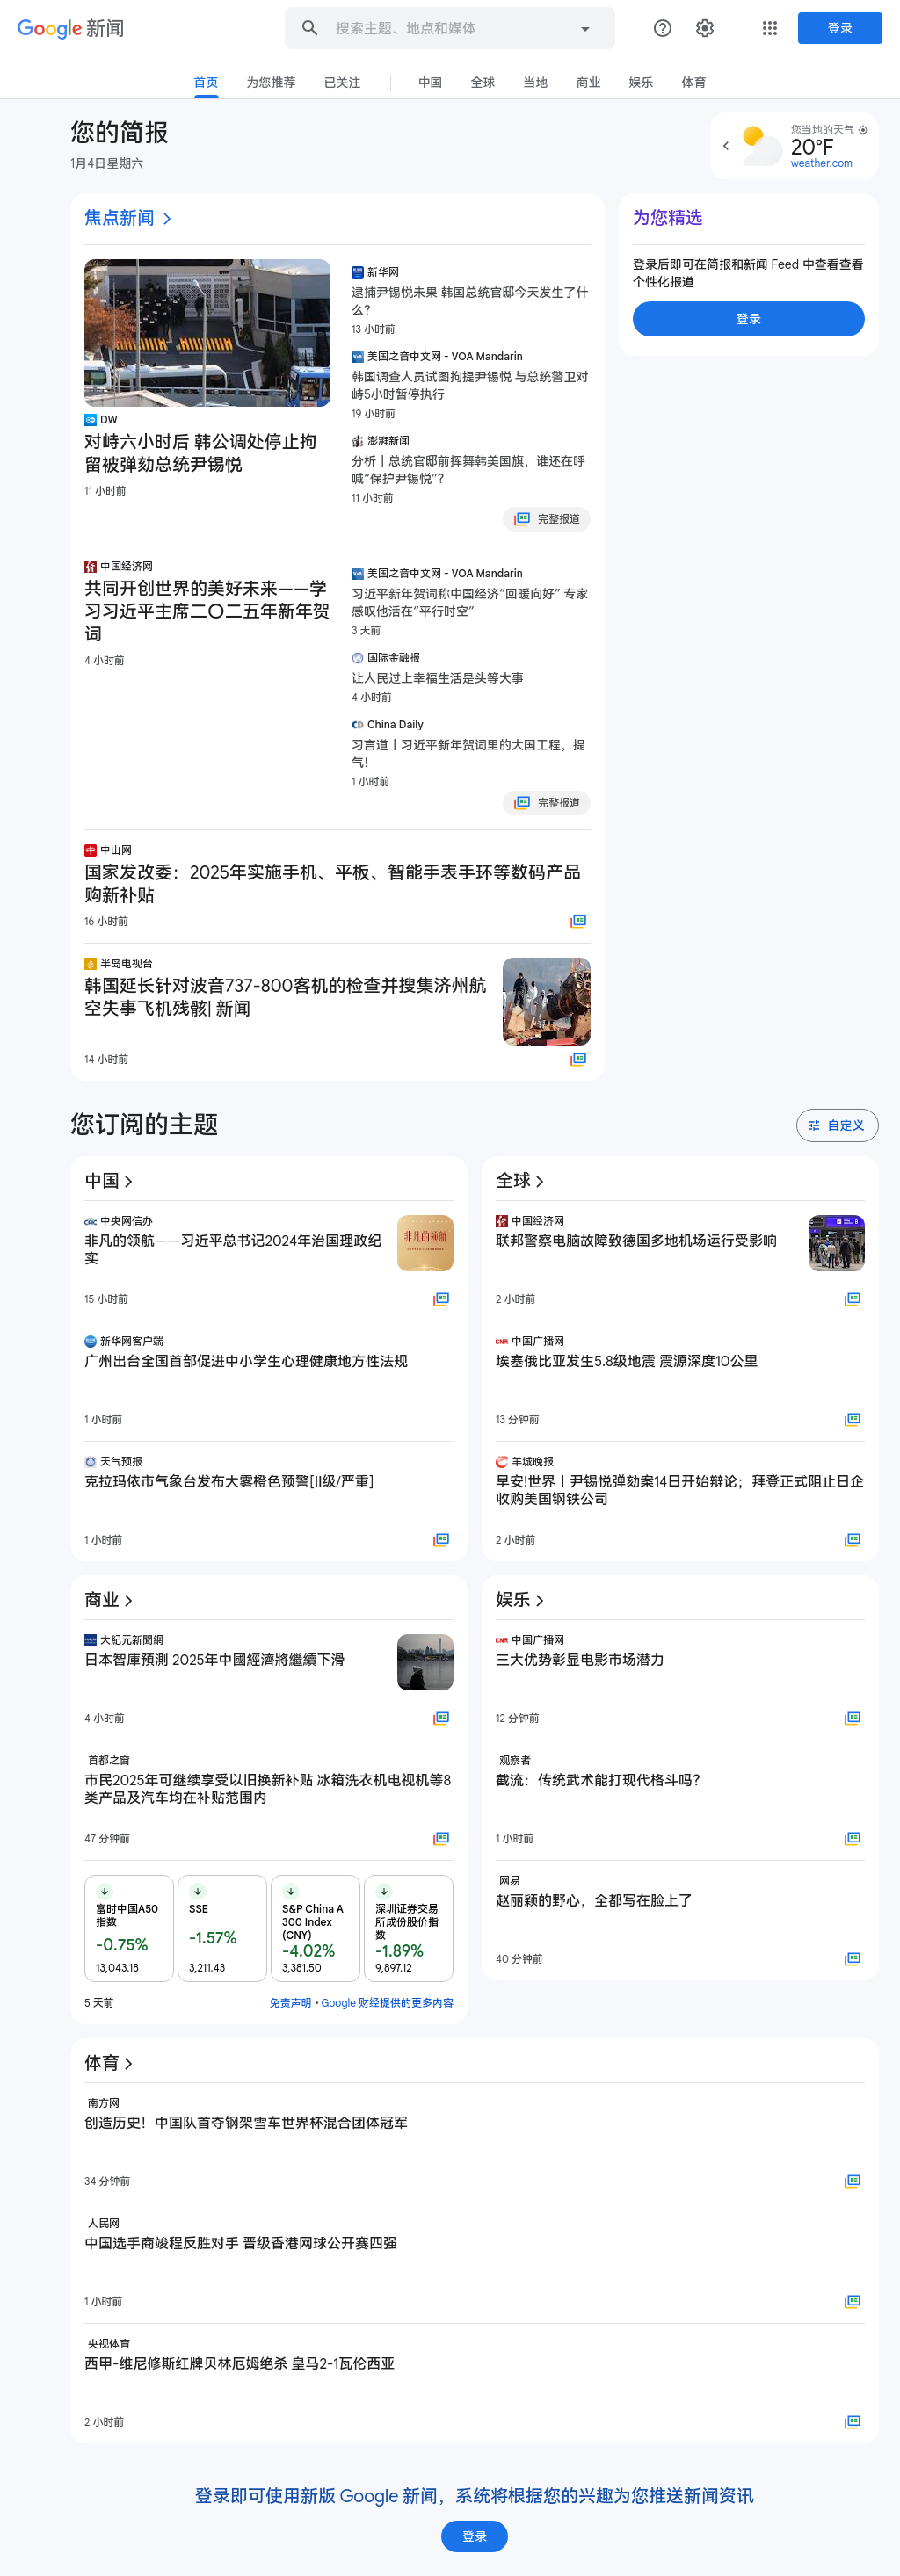 Google 新闻
搜索主题、地点和媒体
登录
首页
为您推荐
已关注
中国
全球
当地
商业
娱乐
体育
您的简报
1月4日星期六
您当地的天气
20°F
weather.com
焦点新闻
DW
对峙六小时后 韩公调处停止拘
留被弹劾总统尹锡悦
11 小时前
新华网
逮捕尹锡悦未果 韩国总统官邸今天发生了什
么？
13 小时前
美国之音中文网 - VOA Mandarin
韩国调查人员试图拘提尹锡悦 与总统警卫对
峙5小时暂停执行
19 小时前
澎湃新闻
分析丨总统官邸前挥舞韩美国旗，谁还在呼
喊“保护尹锡悦”？
11 小时前
完整报道
中国经济网
共同开创世界的美好未来——学
习习近平主席二〇二五年新年贺
词
4 小时前
美国之音中文网 - VOA Mandarin
习近平新年贺词称中国经济“回暖向好” 专家
感叹他活在“平行时空”
3 天前
国际金融报
让人民过上幸福生活是头等大事
4 小时前
China Daily
习言道丨习近平新年贺词里的大国工程，提
气！
1 小时前
完整报道
中山网
国家发改委：2025年实施手机、平板、智能手表手环等数码产品
购新补贴
16 小时前
半岛电视台
韩国延长针对波音737-800客机的检查并搜集济州航
空失事飞机残骸| 新闻
14 小时前
为您精选
登录后即可在简报和新闻 Feed 中查看查看
个性化报道
登录
您订阅的主题
自定义
中国
中央网信办
非凡的领航——习近平总书记2024年治国理政纪
实
非凡的领航
15 小时前
新华网客户端
广州出台全国首部促进中小学生心理健康地方性法规
1 小时前
天气预报
克拉玛依市气象台发布大雾橙色预警[II级/严重]
1 小时前
全球
中国经济网
联邦警察电脑故障致德国多地机场运行受影响
2 小时前
中国广播网
埃塞俄比亚发生5.8级地震 震源深度10公里
13 分钟前
羊城晚报
早安!世界丨尹锡悦弹劾案14日开始辩论；拜登正式阻止日企
收购美国钢铁公司
2 小时前
商业
大紀元新聞網
日本智庫預測 2025年中國經濟將繼續下滑
4 小时前
首都之窗
市民2025年可继续享受以旧换新补贴 冰箱洗衣机电视机等8
类产品及汽车均在补贴范围内
47 分钟前
富时中国A50
指数
-0.75%
13,043.18
SSE
-1.57%
3,211.43
S&P China A
300 Index
(CNY)
-4.02%
3,381.50
深圳证券交易
所成份股价指
数
-1.89%
9,897.12
5 天前
免责声明 • Google 财经提供的更多内容
娱乐
中国广播网
三大优势彰显电影市场潜力
12 分钟前
观察者
截流：传统武术能打现代格斗吗？
1 小时前
网易
赵丽颖的野心，全都写在脸上了
40 分钟前
体育
南方网
创造历史！中国队首夺钢架雪车世界杯混合团体冠军
34 分钟前
人民网
中国选手商竣程反胜对手 晋级香港网球公开赛四强
1 小时前
央视体育
西甲-维尼修斯红牌贝林厄姆绝杀 皇马2-1瓦伦西亚
2 小时前
登录即可使用新版 Google 新闻，系统将根据您的兴趣为您推送新闻资讯
登录